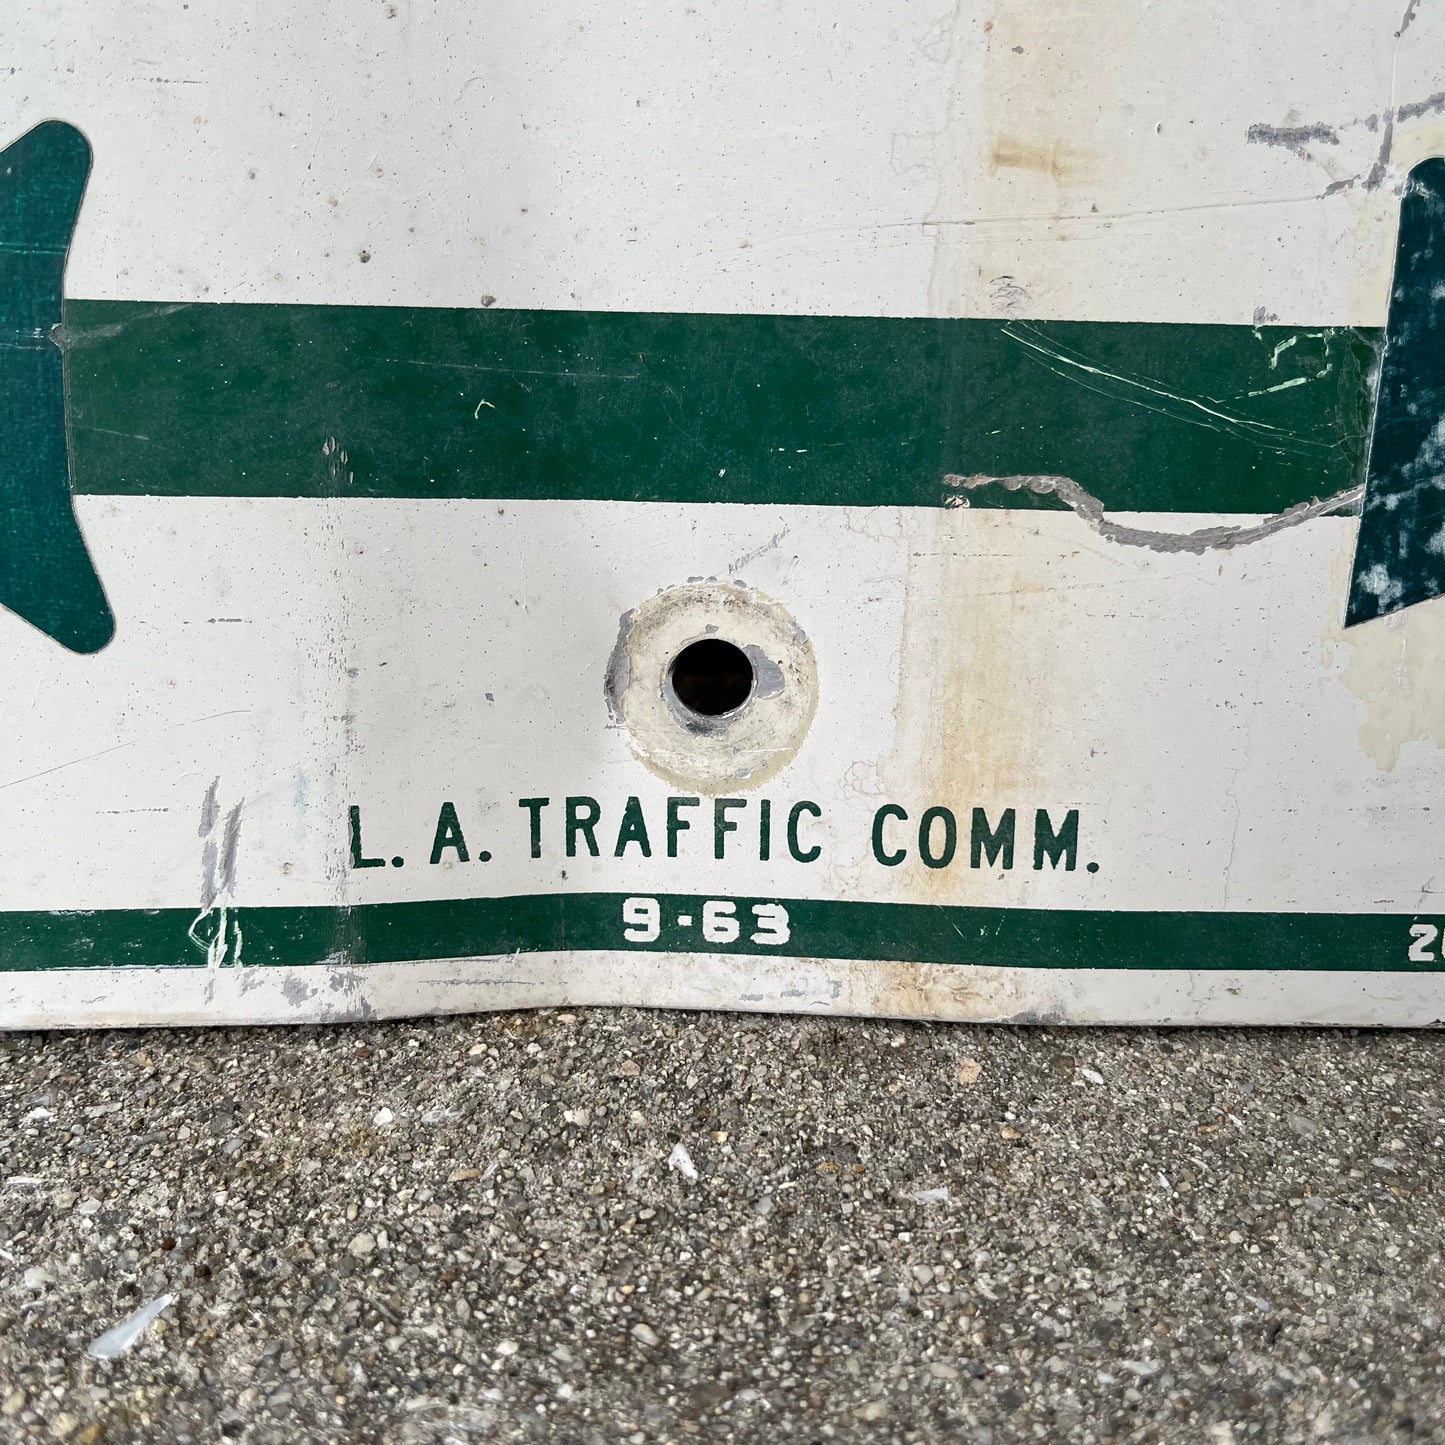 L. A. TRAFFIC COMM.
9-63